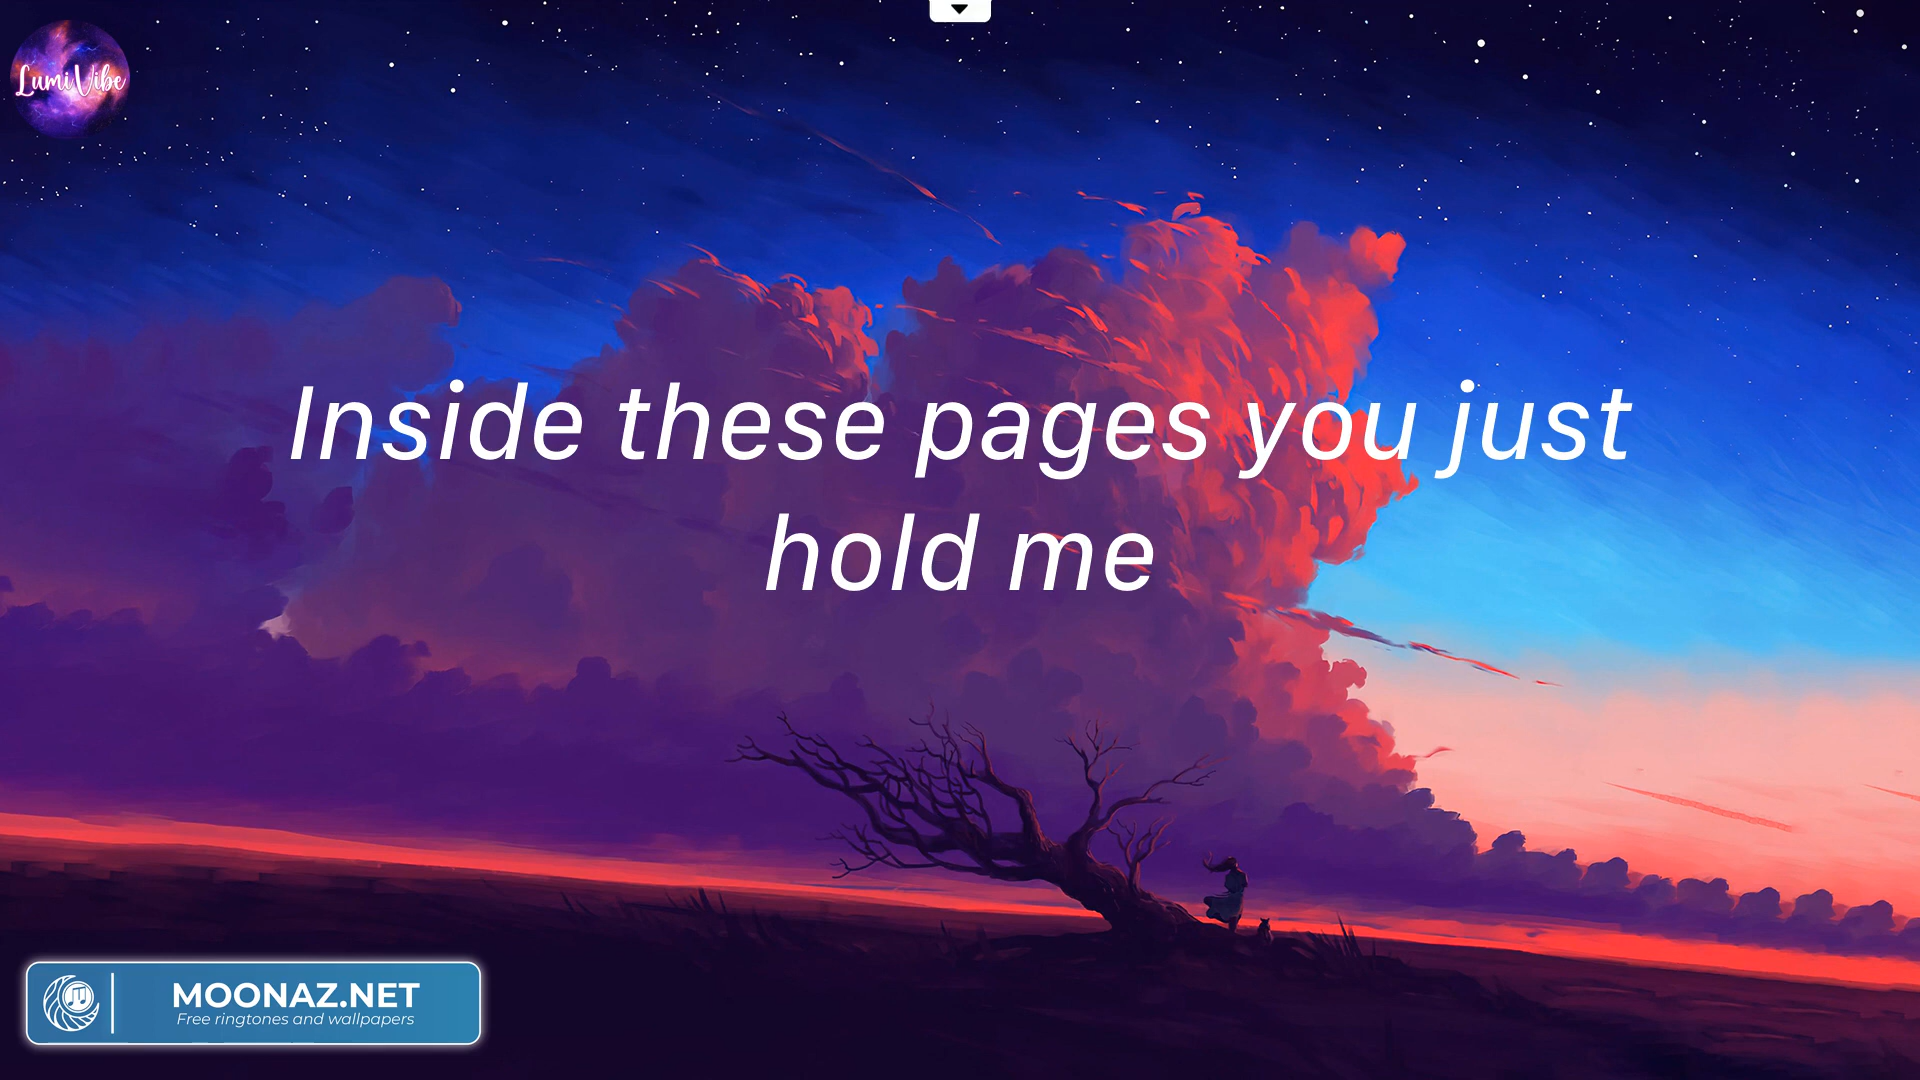 LumiVibe
Inside these pages you just
hold me
MOONAZ.NET
Free ringtones and wallpapers